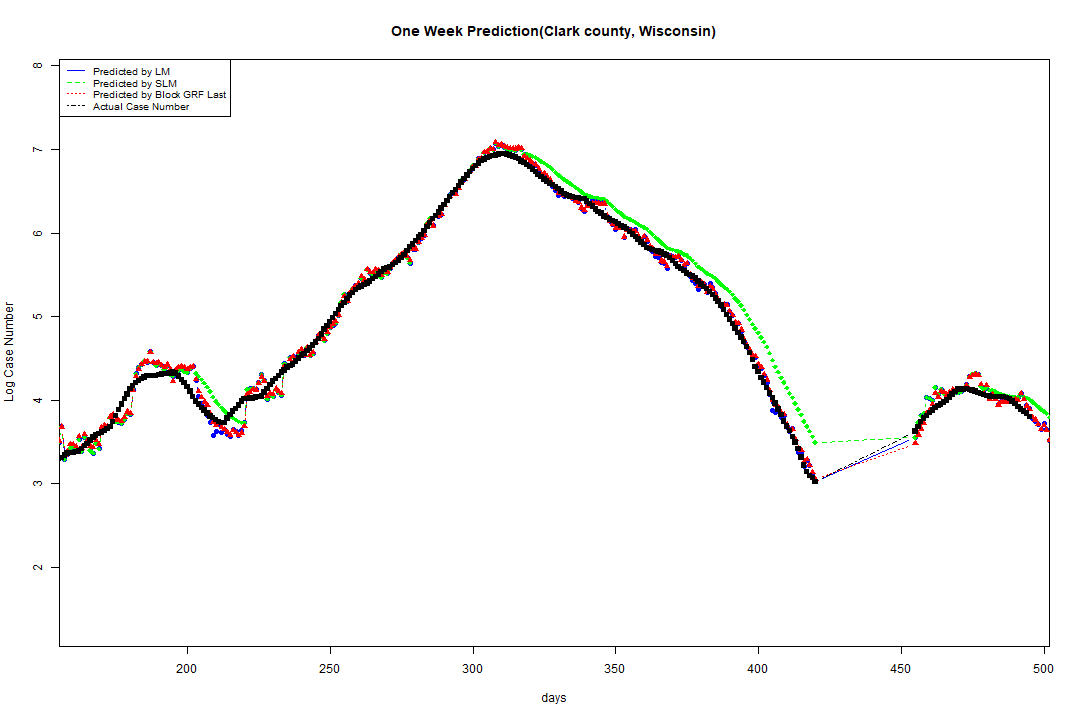 One Week Prediction(Clark county, Wisconsin)
Predicted by LM
Predicted by SLM
Predicted by Block GRF Last
Actual Case Number
Log Case Number
8
7
6
5
4
3
2
200 250 300 350 400 450 500
days